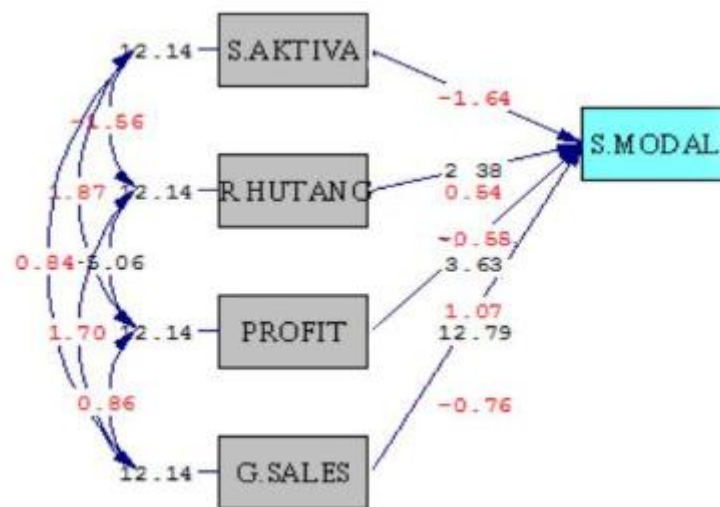 12.14 S.AKTIVA
-1.64
-1.56
S.MODAL
1.87 12.14 R.HUTANG
2.38
0.54
-0.55
0.84 -5.06
3.63
1.07
1.70 12.14 PROFIT
12.79
0.86
-0.76
12.14 G.SALES